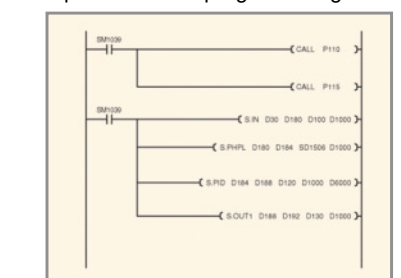 SM1039
CALL P110
CALL P115
SM1039
S.IN D30 D180 D100 D1000
S.PHPL D180 D184 SD1506 D1000
S.PID D184 D188 D120 D1000 D6000
S.OUT1 D188 D192 D130 D1000